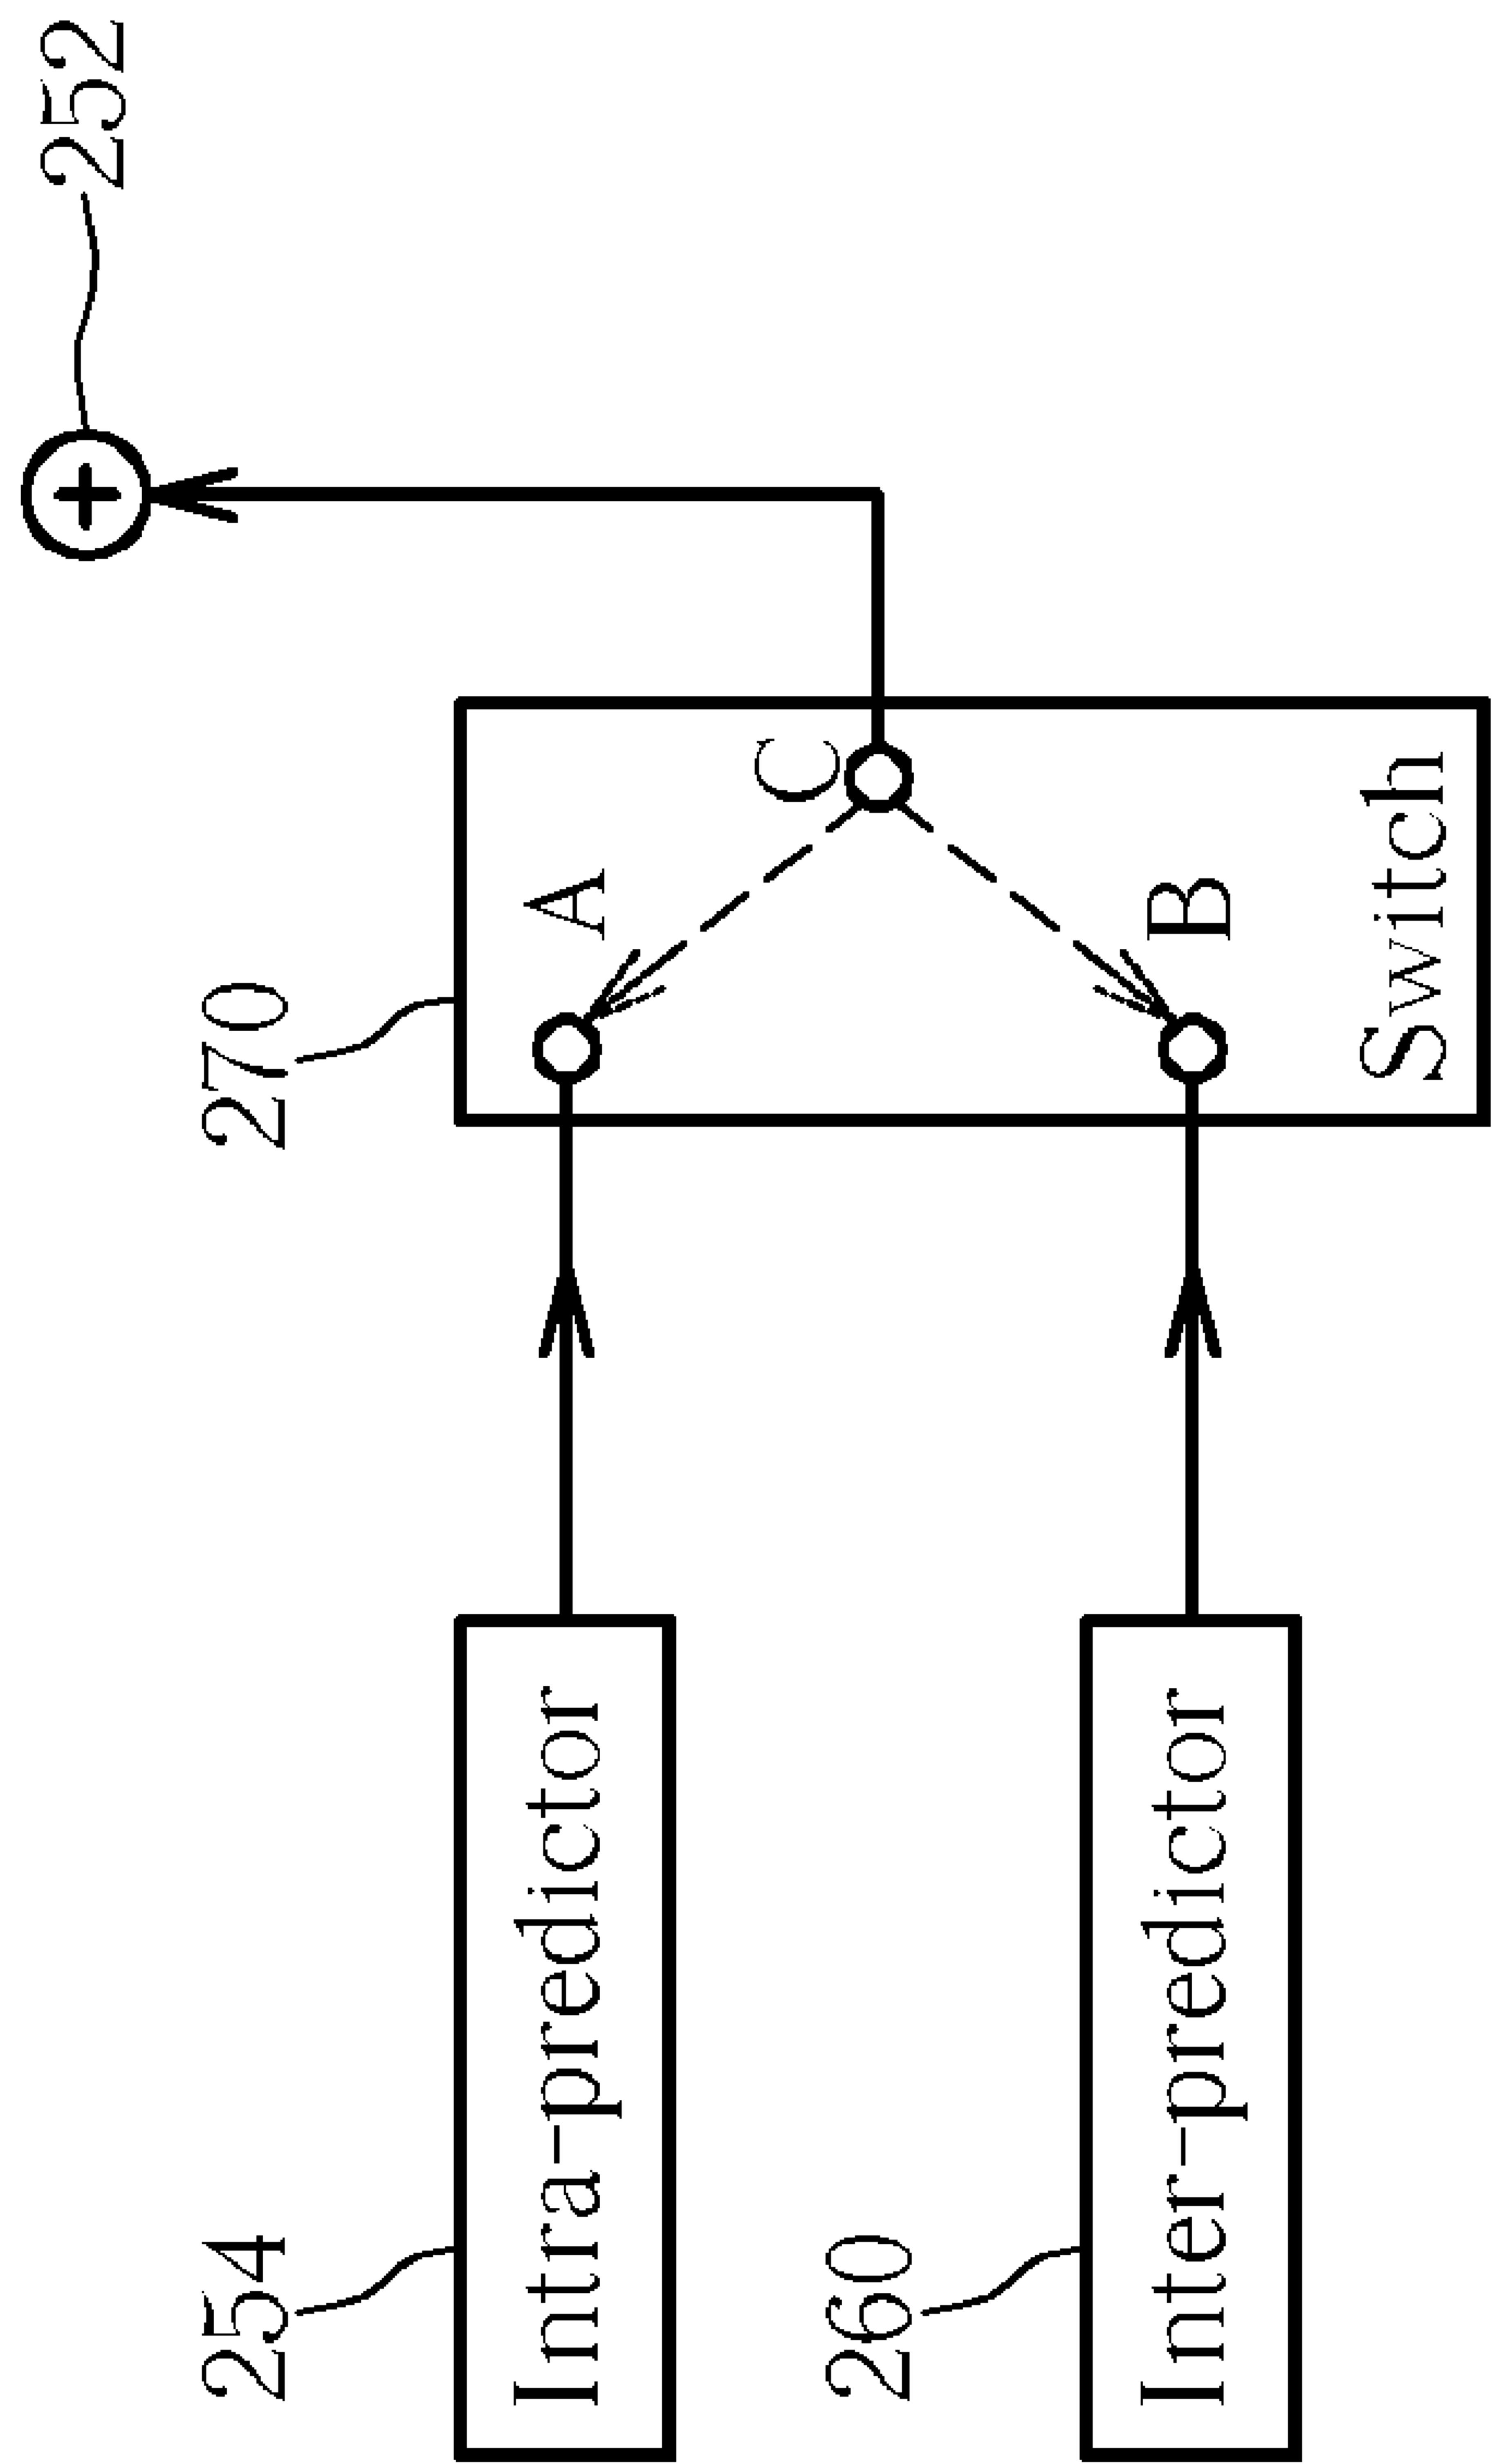 252
254
270
Intra-predictor
A
C
260
Inter-predictor
B
Switch